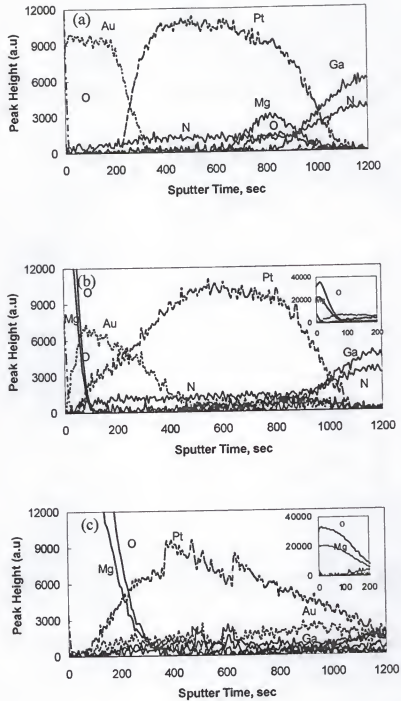 (a)
Peak Height (a.u)
12000
9000
6000
3000
0
Au
Pt
O
Ga
Mg
N
O
N
0 200 400 600 800 1000 1200
Sputter Time, sec
(b)
Peak Height (a.u)
12000
9000
6000
3000
0
O
Mg
Au
O
Pt
N
Ga
N
40000
20000
0
O
0 100 200
0 200 400 600 800 1000 1200
Sputter Time, sec
(c)
Peak Height (a.u)
12000
9000
6000
3000
0
O
Mg
Pt
Au
Ga
40000
20000
0
O
Mg
0 100 200
0 200 400 600 800 1000 1200
Sputter Time, sec